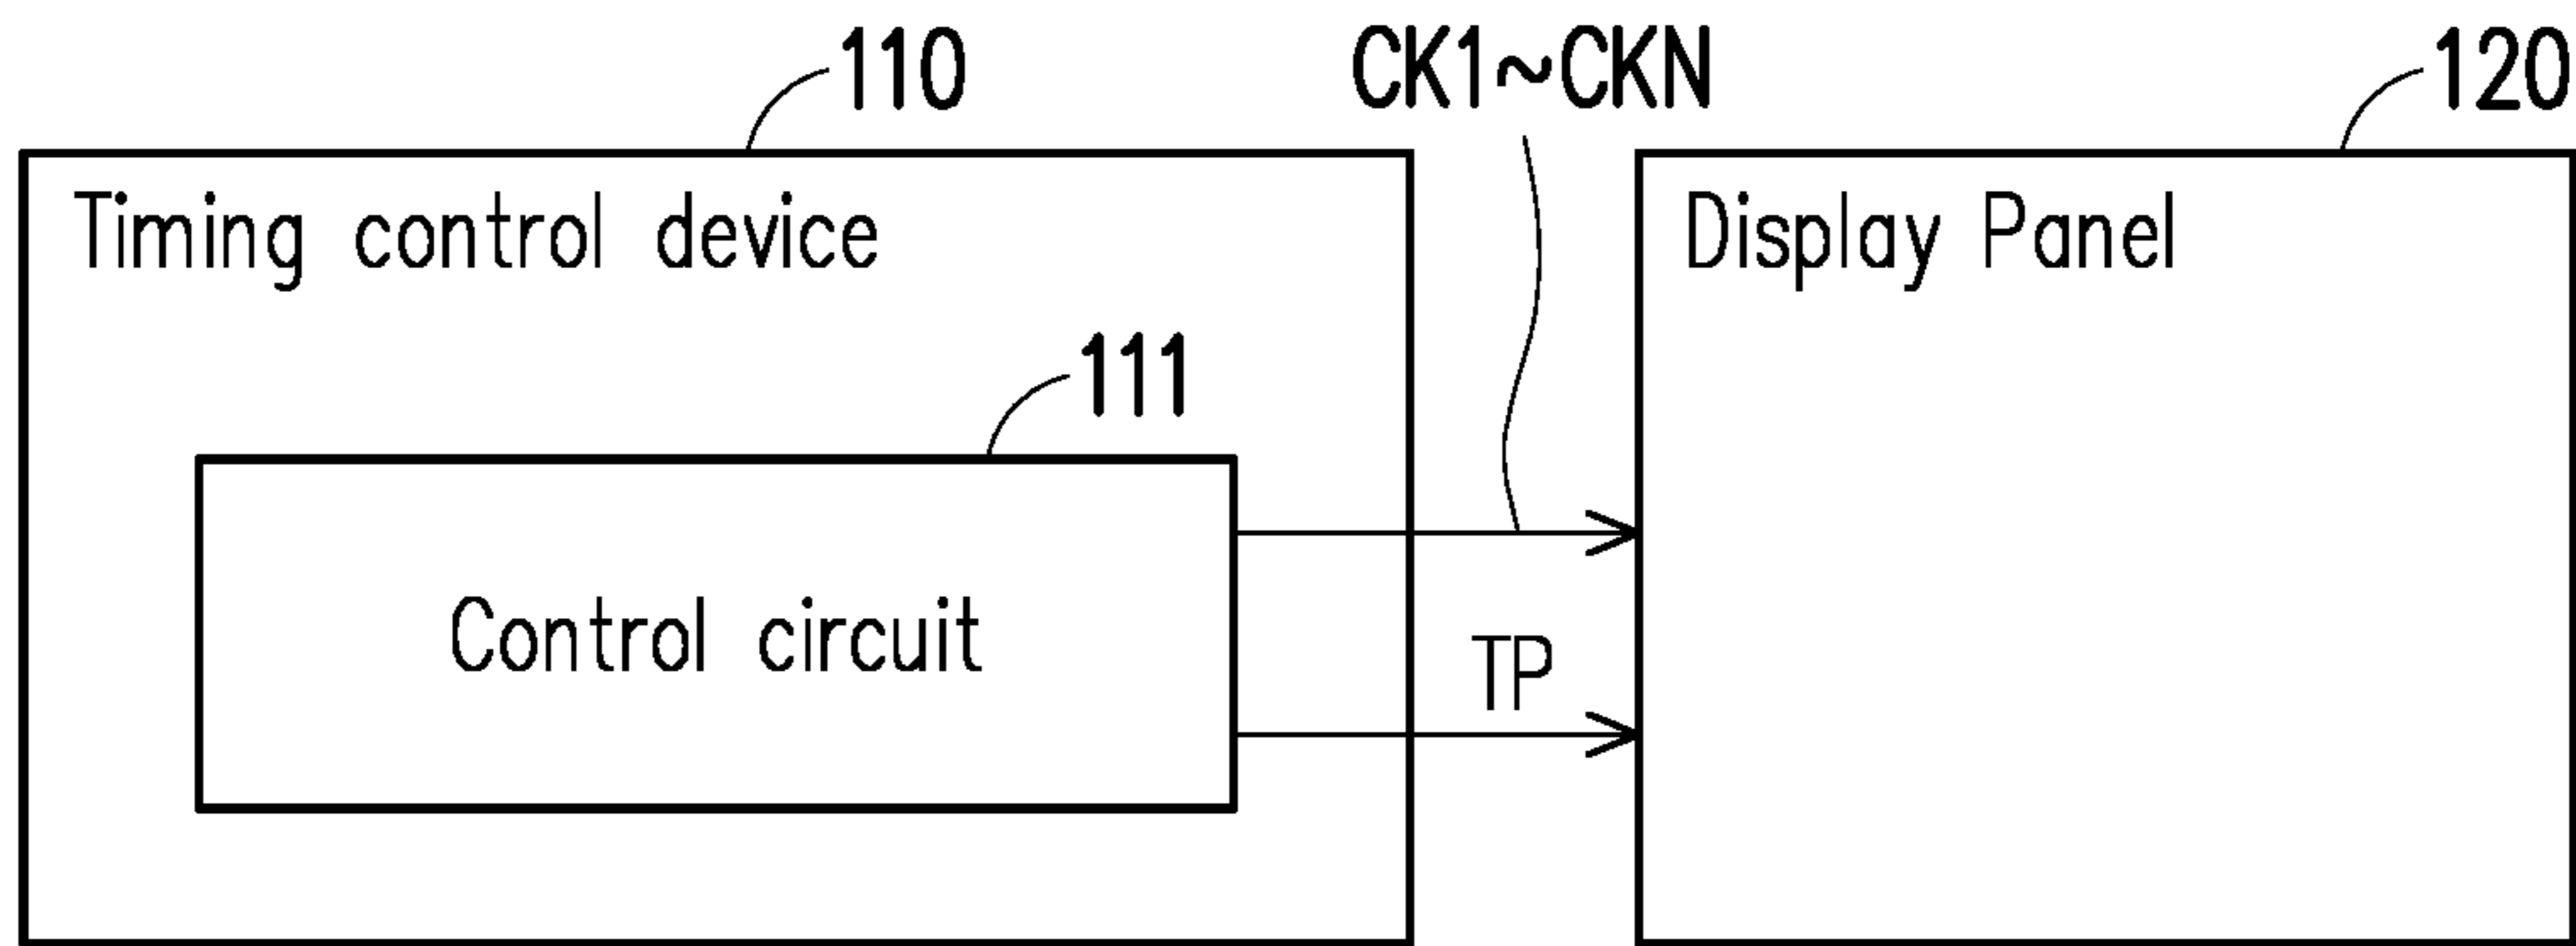 110
CK1~CKN
120
Timing control device
Display Panel
111
Control circuit
TP